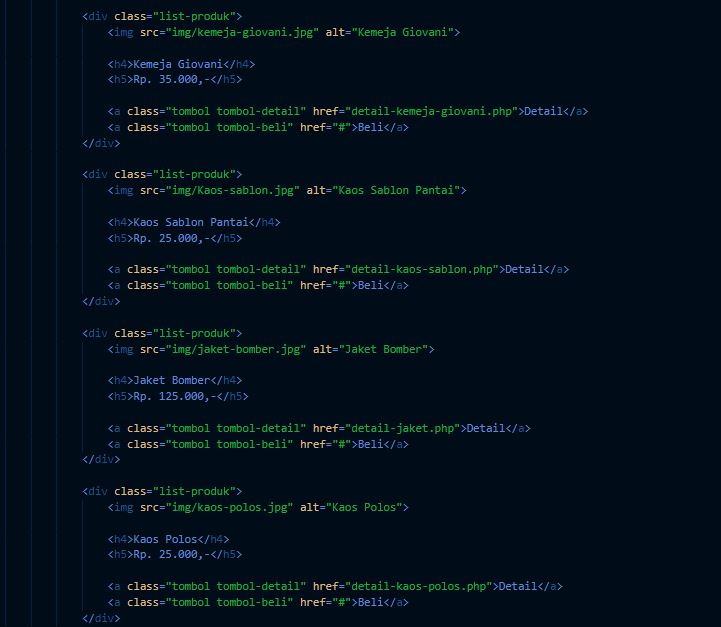 <div class="list-produk">
<img src="img/kemeja-giovani.jpg" alt="Kemeja Giovani">
<h4>Kemeja Giovani</h4>
<h5>Rp. 35.000,-</h5>
<a class="tombol tombol-detail" href="detail-kemeja-giovani.php">Detail</a>
<a class="tombol tombol-beli" href="#">Beli</a>
</div>
<div class="list-produk">
<img src="img/Kaos-sablon.jpg" alt="Kaos Sablon Pantai">
<h4>Kaos Sablon Pantai</h4>
<h5>Rp. 25.000,-</h5>
<a class="tombol tombol-detail" href="detail-kaos-sablon.php">Detail</a>
<a class="tombol tombol-beli" href="#">Beli</a>
</div>
<div class="list-produk">
<img src="img/jaket-bomber.jpg" alt="Jaket Bomber">
<h4>Jaket Bomber</h4>
<h5>Rp. 125.000,-</h5>
<a class="tombol tombol-detail" href="detail-jaket.php">Detail</a>
<a class="tombol tombol-beli" href="#">Beli</a>
</div>
<div class="list-produk">
<img src="img/kaos-polos.jpg" alt="Kaos Polos">
<h4>Kaos Polos</h4>
<h5>Rp. 25.000,-</h5>
<a class="tombol tombol-detail" href="detail-kaos-polos.php">Detail</a>
<a class="tombol tombol-beli" href="#">Beli</a>
</div>